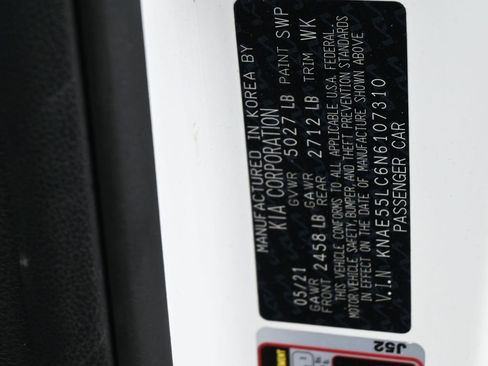 MANUFACTURED IN KOREA BY
KIA CORPORATION
05/21 GVWR 5027 LB PAINT SWP
GAWR FRONT 2458 LB GAWR REAR 2712 LB TRIM WK
THIS VEHICLE CONFORMS TO ALL APPLICABLE U.S.A. FEDERAL
MOTOR VEHICLE SAFETY, BUMPER, AND THEFT PREVENTION STANDARDS
IN EFFECT ON THE DATE OF MANUFACTURE SHOWN ABOVE
V.I.N KNAE55LC6N6107310
PASSENGER CAR
J52